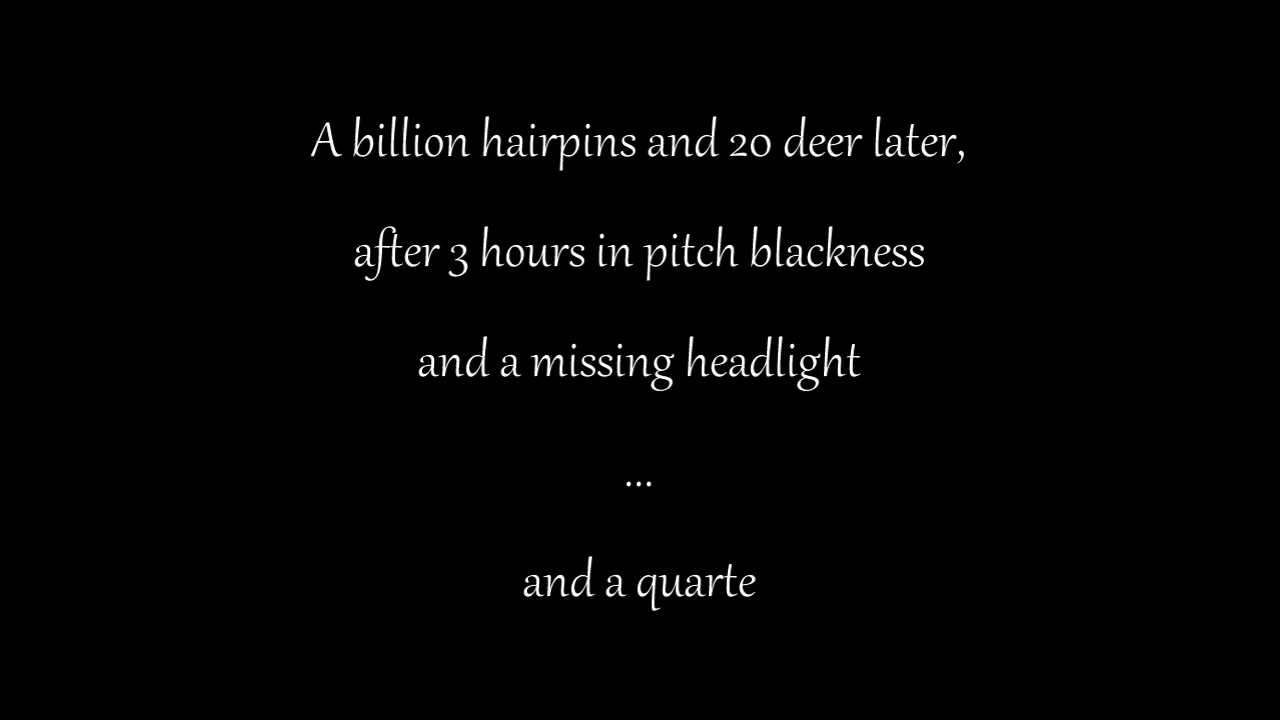 A billion hairpins and 20 deer later,
after 3 hours in pitch blackness
and a missing headlight
...
and a quarte